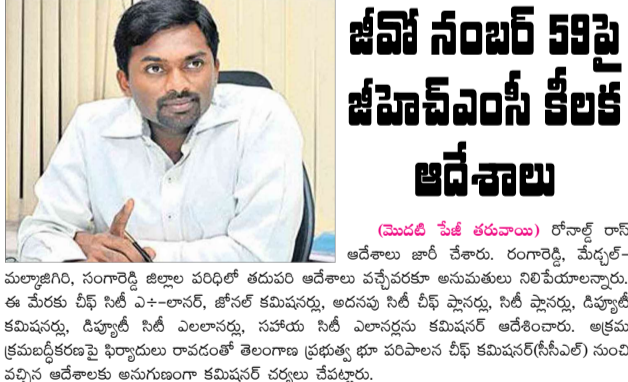 జీవో నంబర్ 59పై
జీహెచ్ఎంసీ కీలక
ఆదేశాలు
(మొదటి పేజీ తరువాయి) రోనాల్డ్ రాస్
ఆదేశాలు జారీ చేశారు. రంగారెడ్డి, మేడ్చల్-
మల్కాజిగిరి, సంగారెడ్డి జిల్లాల పరిధిలో తదుపరి ఆదేశాలు వచ్చేవరకూ అనుమతులు నిలిపేయాలన్నారు.
ఈ మేరకు చీఫ్ సిటీ ఎ÷-లానర్, జోనల్ కమిషనర్లు, అదనపు సిటీ చీఫ్ ప్లానర్లు, సిటీ ప్లానర్లు, డిప్యూటీ
కమిషనర్లు, డిప్యూటీ సిటీ ఎలలానర్లు, సహాయ సిటీ ఎలానర్లను కమిషనర్ ఆదేశించారు. అక్రమ
క్రమబద్ధీకరణపై ఫిర్యాదులు రావడంతో తెలంగాణ ప్రభుత్వ భూ పరిపాలన చీఫ్ కమిషనర్(సీసీఎల్) నుంచి
వచ్చిన ఆదేశాలకు అనుగుణంగా కమిషనర్ చర్యలు చేపట్టారు.